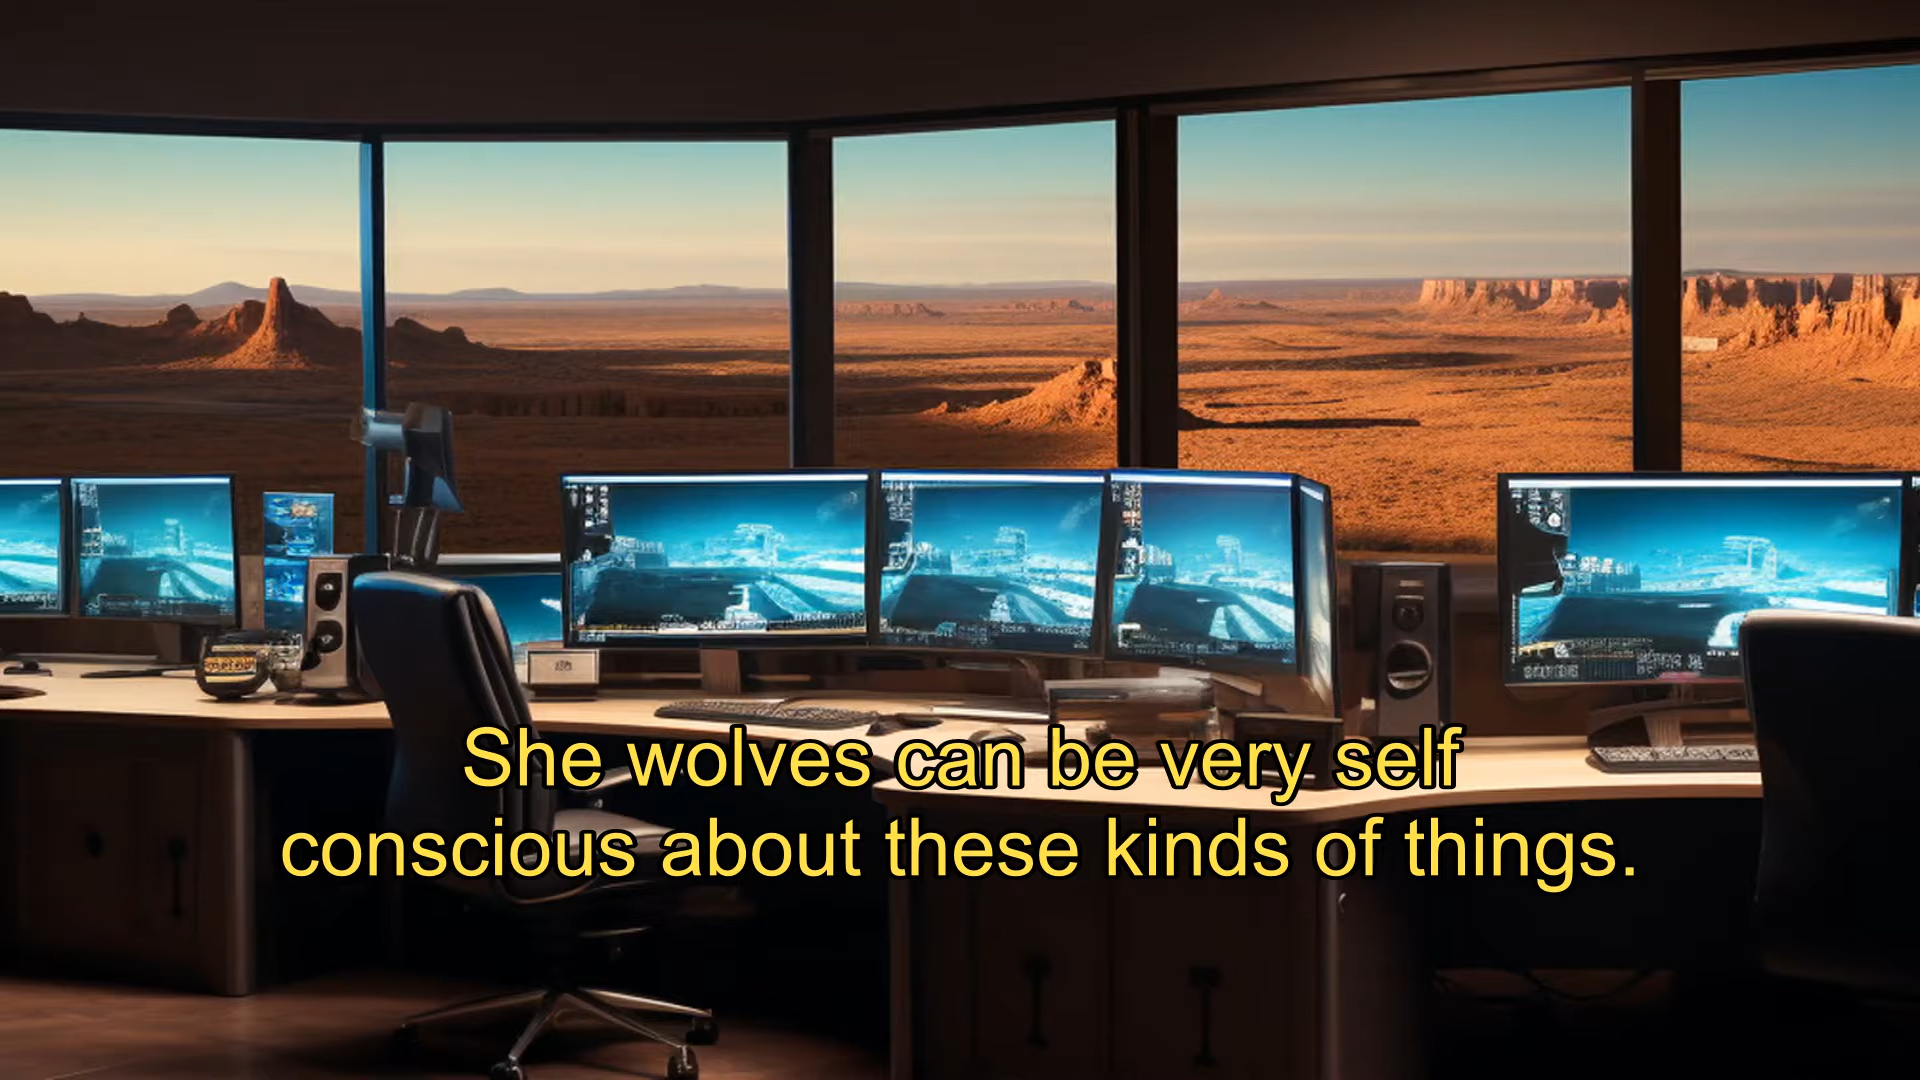 She wolves can be very self
conscious about these kinds of things.